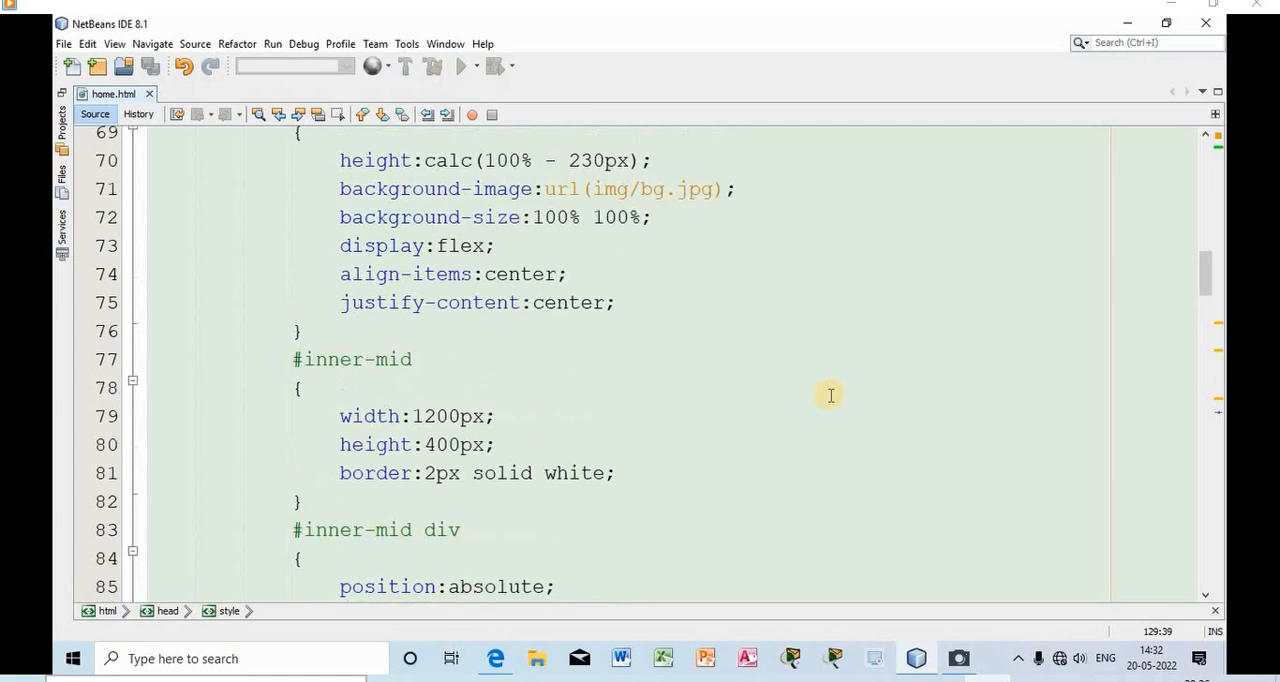 NetBeans IDE 8.1
File Edit View Navigate Source Refactor Run Debug Profile Team Tools Window Help
Search (Ctrl+I)
home.html
Source History
Projects
Files
Services
69 {
70 height:calc(100% - 230px);
71 background-image:url(img/bg.jpg);
72 background-size:100% 100%;
73 display:flex;
74 align-items:center;
75 justify-content:center;
76 }
77 #inner-mid
78 {
79 width:1200px;
80 height:400px;
81 border:2px solid white;
82 }
83 #inner-mid div
84 {
85 position:absolute;
html head style
129:39 INS
Type here to search
ENG
14:32
20-05-2022